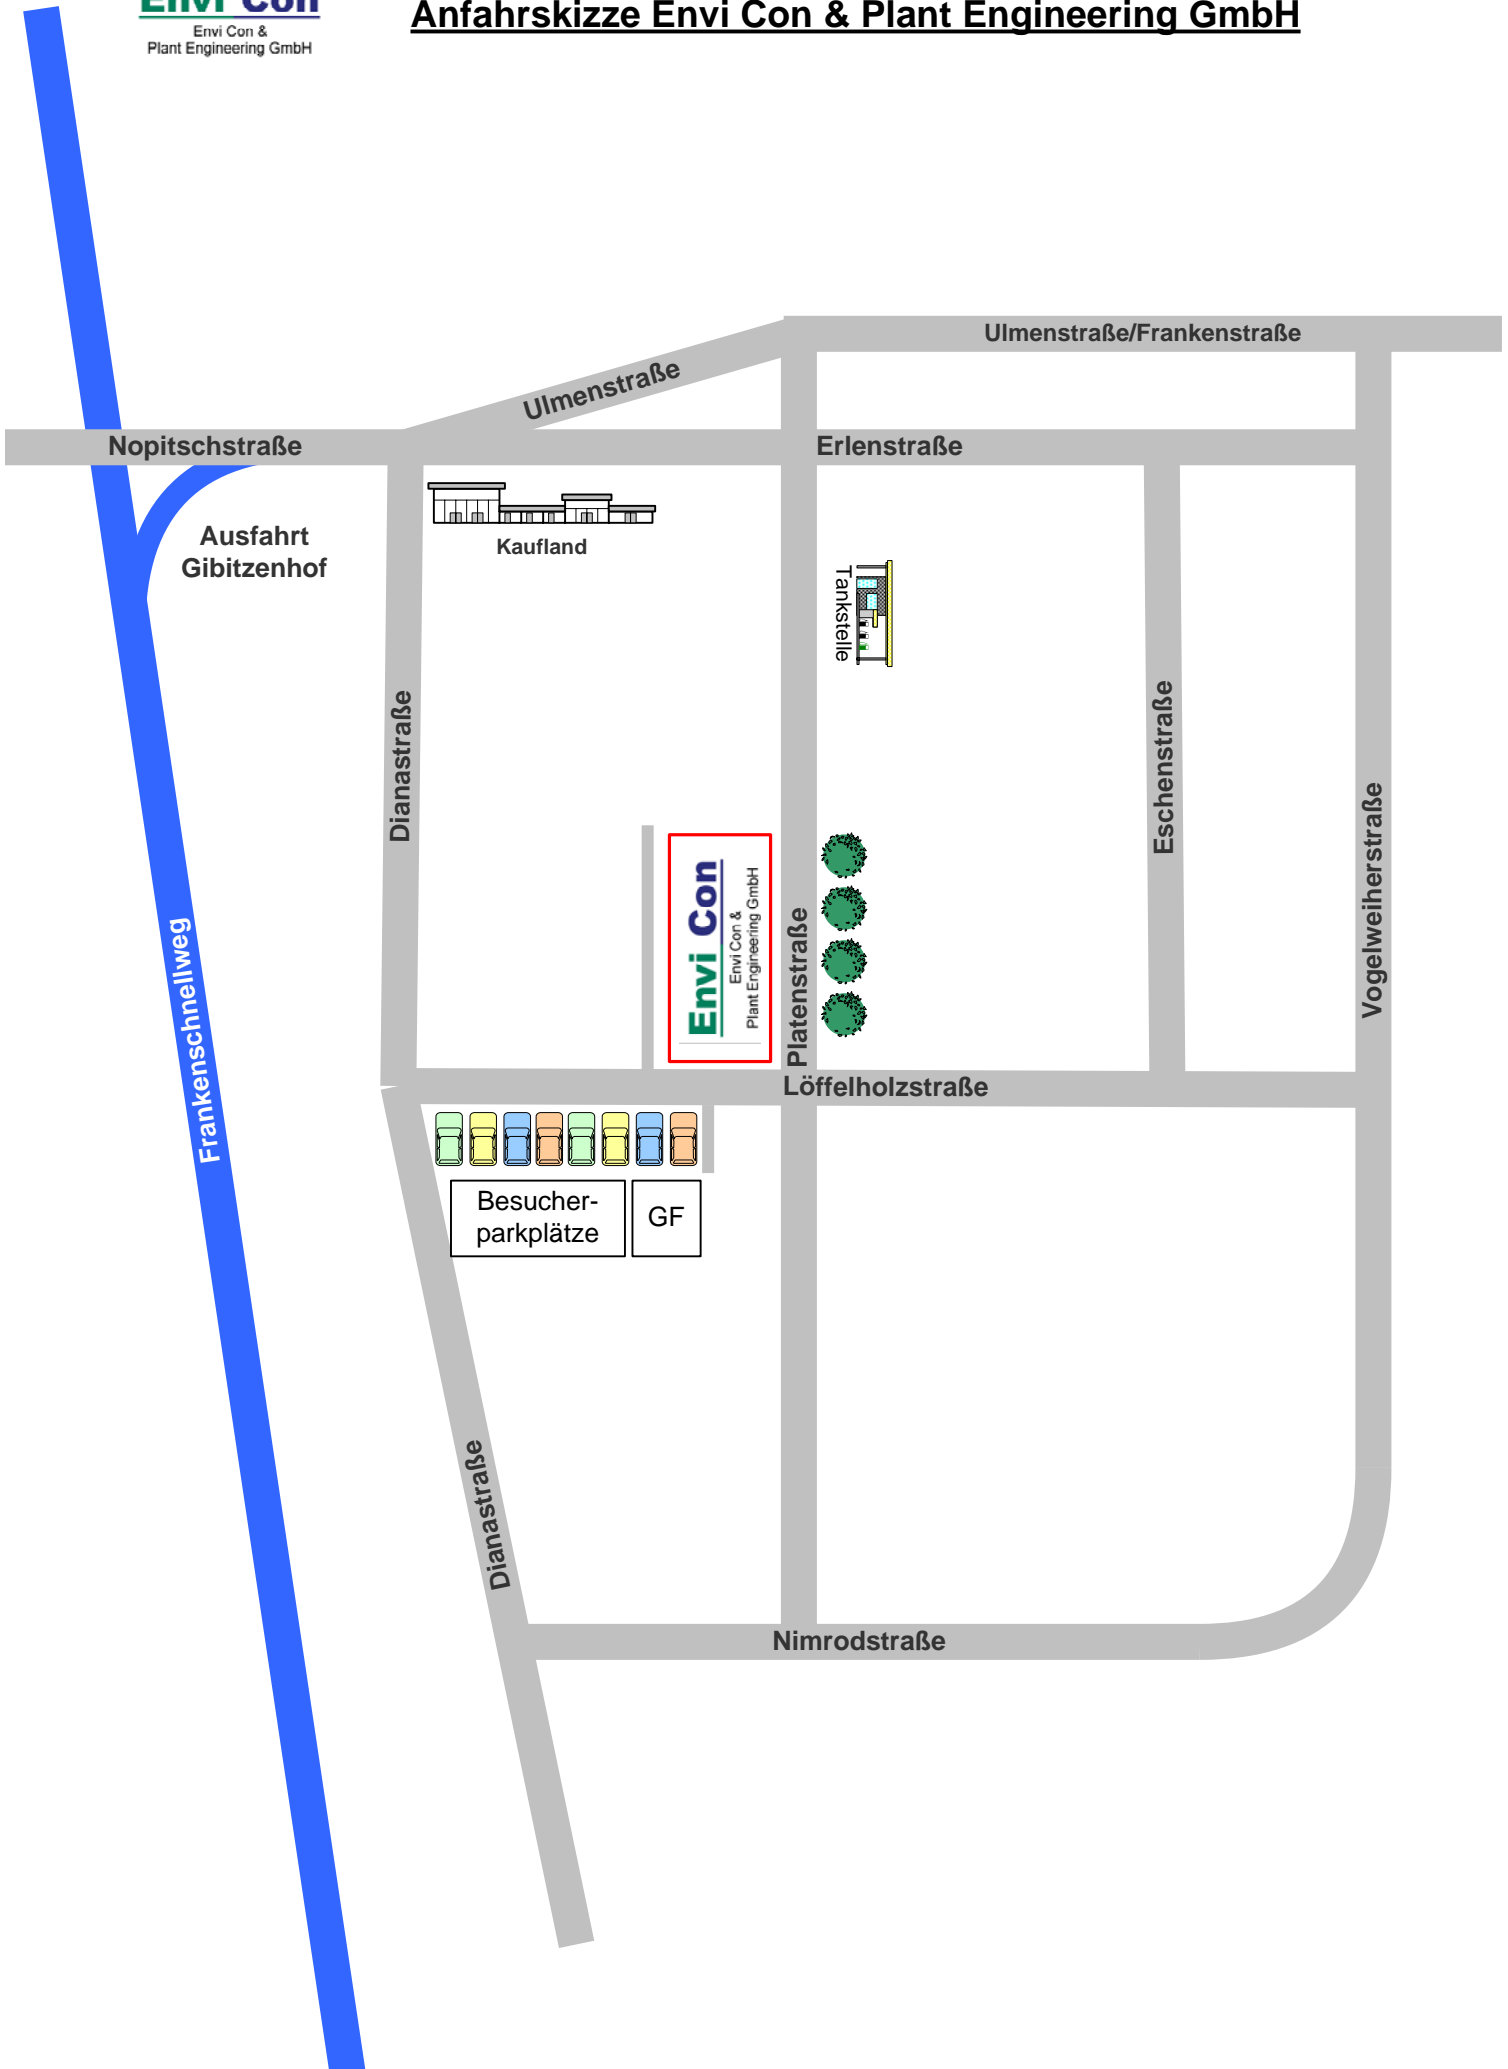 Envi Con
Envi Con &
Plant Engineering GmbH
Anfahrskizze Envi Con & Plant Engineering GmbH
Ulmenstraße/Frankenstraße
Ulmenstraße
Nopitschstraße
Erlenstraße
Ausfahrt
Gibitzenhof
Kaufland
Tankstelle
Dianastraße
Eschenstraße
Vogelweiherstraße
Envi Con
Envi Con &
Plant Engineering GmbH
Platenstraße
Frankenschnellweg
Löffelholzstraße
Besucher-
parkplätze
GF
Dianastraße
Nimrodstraße